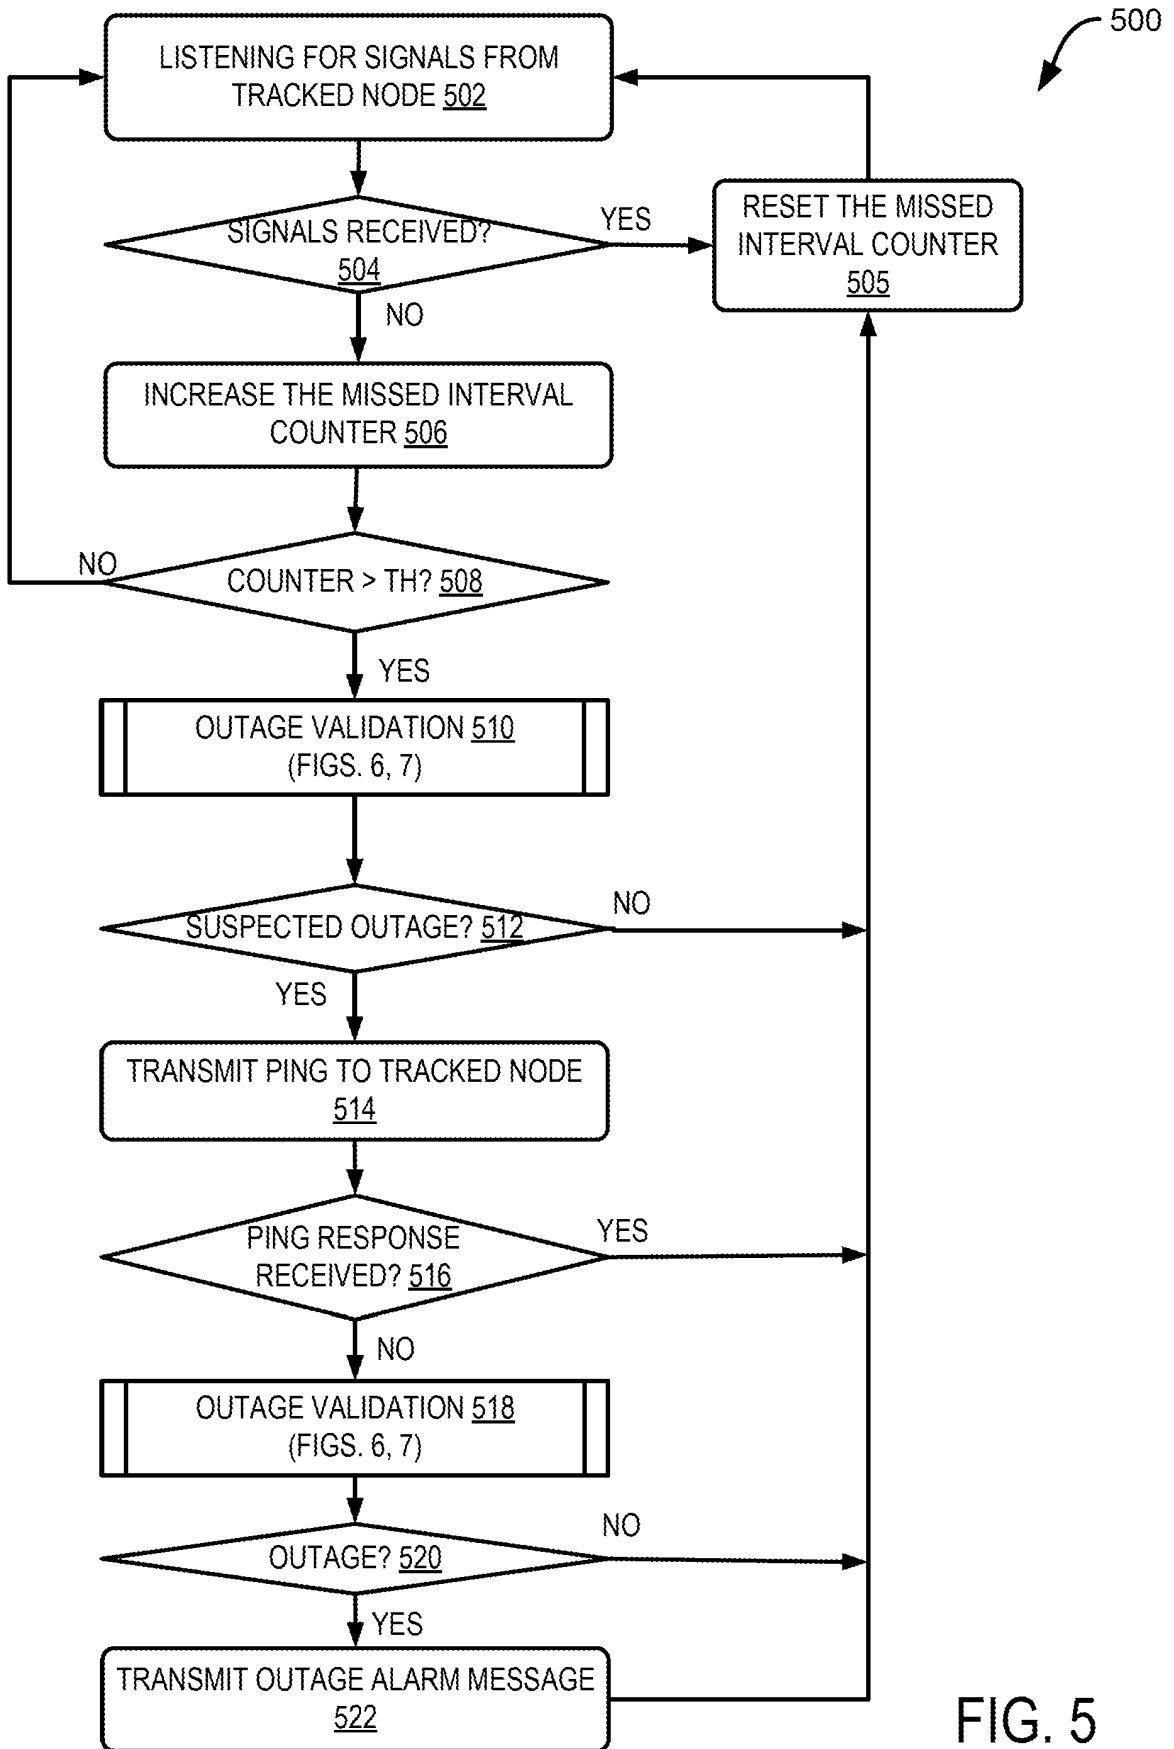 500
LISTENING FOR SIGNALS FROM
TRACKED NODE 502
SIGNALS RECEIVED?
504
YES
RESET THE MISSED
INTERVAL COUNTER
505
NO
INCREASE THE MISSED INTERVAL
COUNTER 506
NO
COUNTER > TH? 508
YES
OUTAGE VALIDATION 510
(FIGS. 6, 7)
SUSPECTED OUTAGE? 512
NO
YES
TRANSMIT PING TO TRACKED NODE
514
PING RESPONSE
RECEIVED? 516
YES
NO
OUTAGE VALIDATION 518
(FIGS. 6, 7)
OUTAGE? 520
NO
YES
TRANSMIT OUTAGE ALARM MESSAGE
522
FIG. 5